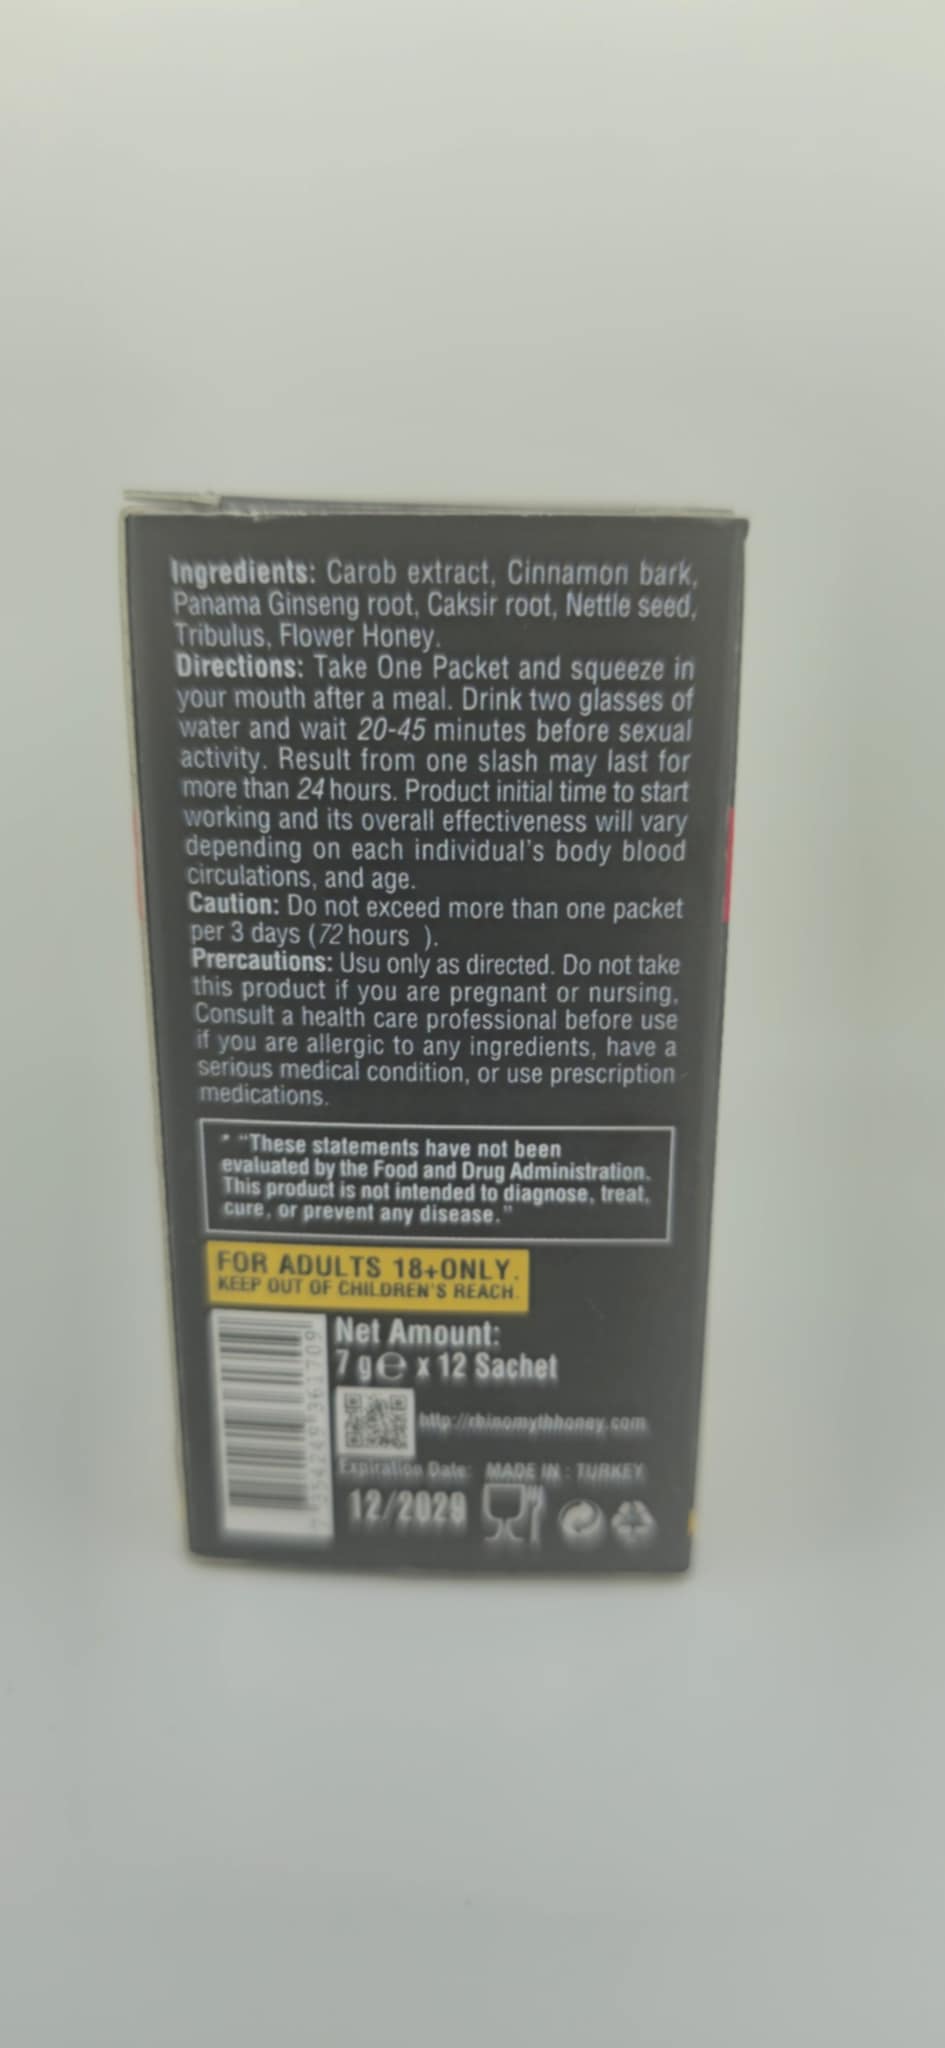 Ingredients: Carob extract, Cinnamon bark,
Panama Ginseng root, Caksir root, Nettle seed,
Tribulus, Flower Honey.
Directions: Take One Packet and squeeze in
your mouth after a meal. Drink two glasses of
water and wait 20-45 minutes before sexual
activity. Result from one slash may last for
more than 24 hours. Product initial time to start
working and its overall effectiveness will vary
depending on each individual's body blood
circulations, and age.
Caution: Do not exceed more than one packet
per 3 days (72 hours ).
Prercautions: Usu only as directed. Do not take
this product if you are pregnant or nursing,
Consult a health care professional before use
if you are allergic to any ingredients, have a
serious medical condition, or use prescription
medications.
* "These statements have not been
evaluated by the Food and Drug Administration.
This product is not intended to diagnose, treat,
cure, or prevent any disease."
FOR ADULTS 18+ONLY.
KEEP OUT OF CHILDREN'S REACH.
Net Amount:
7 g℮ x 12 Sachet
http://rhinomythhoney.com
Expiration Date: MADE IN : TURKEY
12/2029